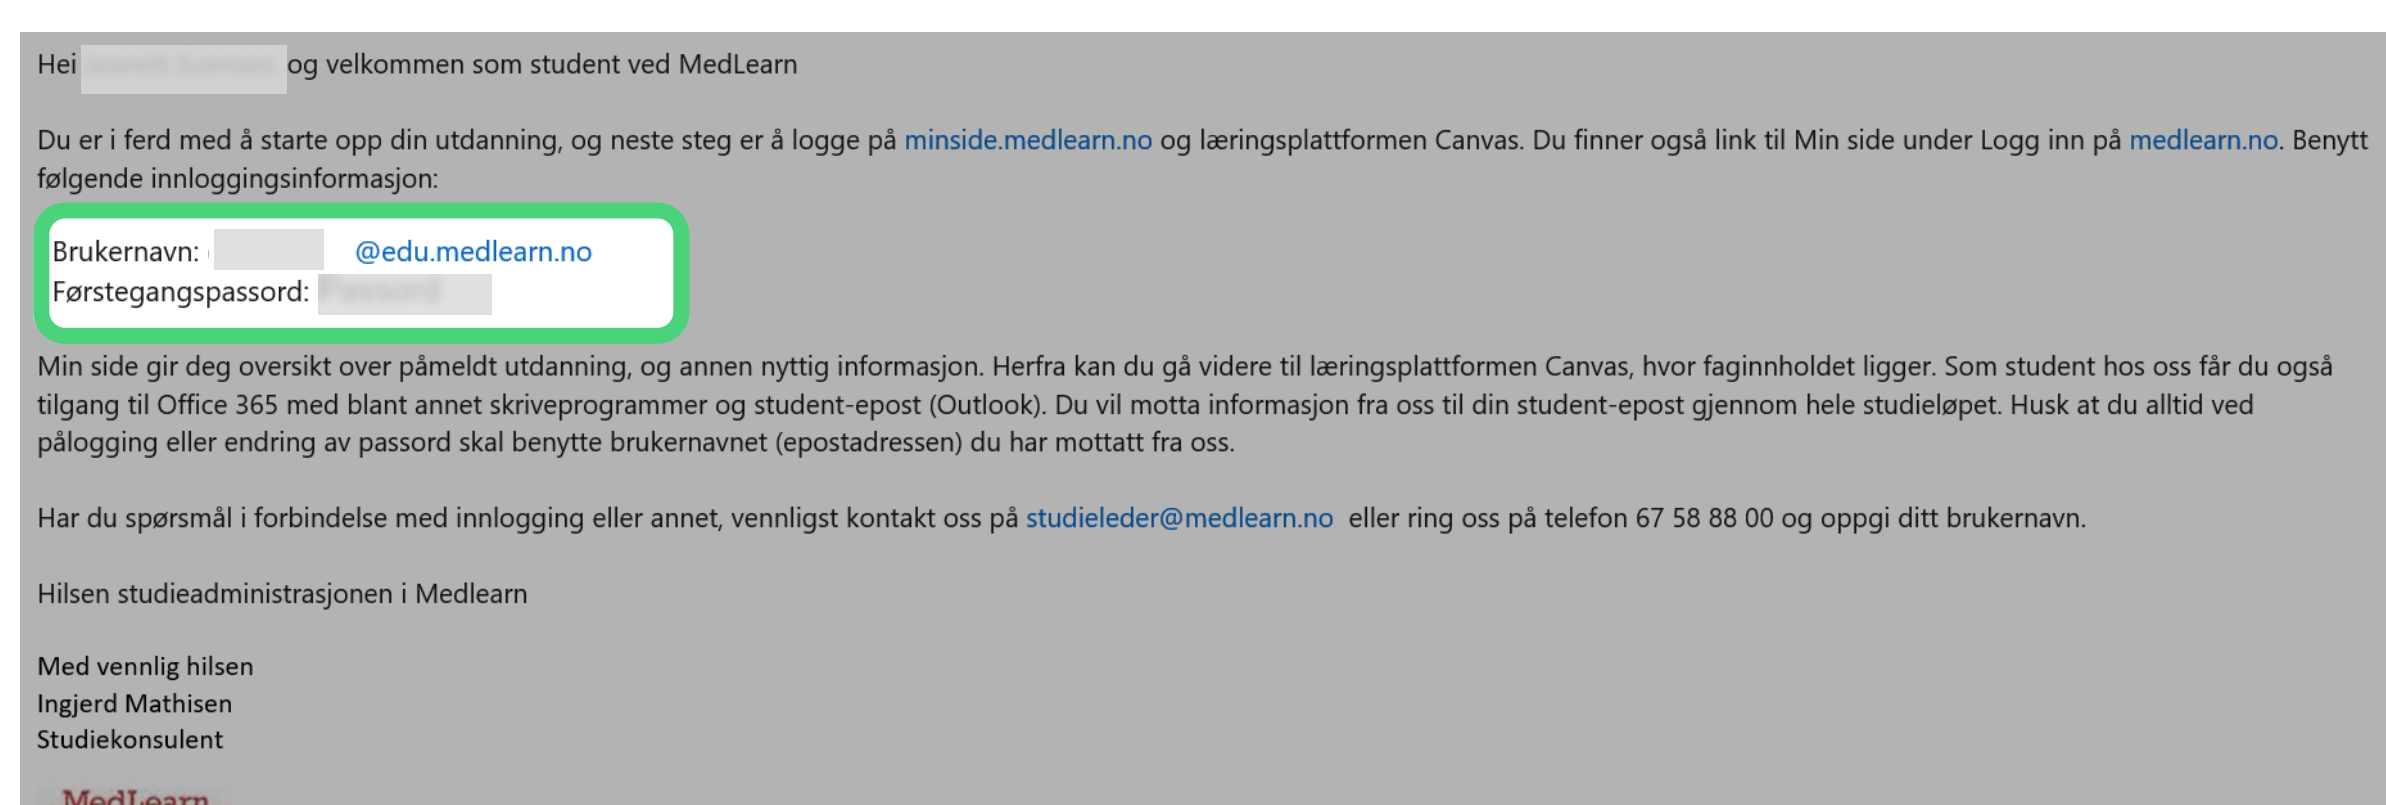 Hei og velkommen som student ved MedLearn
Du er i ferd med å starte opp din utdanning, og neste steg er å logge på minside.medlearn.no og læringsplattformen Canvas. Du finner også link til Min side under Logg inn på medlearn.no. Benytt
følgende innloggingsinformasjon:
Brukernavn: @edu.medlearn.no
Førstegangspassord:
Min side gir deg oversikt over påmeldt utdanning, og annen nyttig informasjon. Herfra kan du gå videre til læringsplattformen Canvas, hvor faginnholdet ligger. Som student hos oss får du også
tilgang til Office 365 med blant annet skriveprogrammer og student-epost (Outlook). Du vil motta informasjon fra oss til din student-epost gjennom hele studieløpet. Husk at du alltid ved
pålogging eller endring av passord skal benytte brukernavnet (epostadressen) du har mottatt fra oss.
Har du spørsmål i forbindelse med innlogging eller annet, vennligst kontakt oss på studieleder@medlearn.no eller ring oss på telefon 67 58 88 00 og oppgi ditt brukernavn.
Hilsen studieadministrasjonen i Medlearn
Med vennlig hilsen
Ingjerd Mathisen
Studiekonsulent
MedLearn